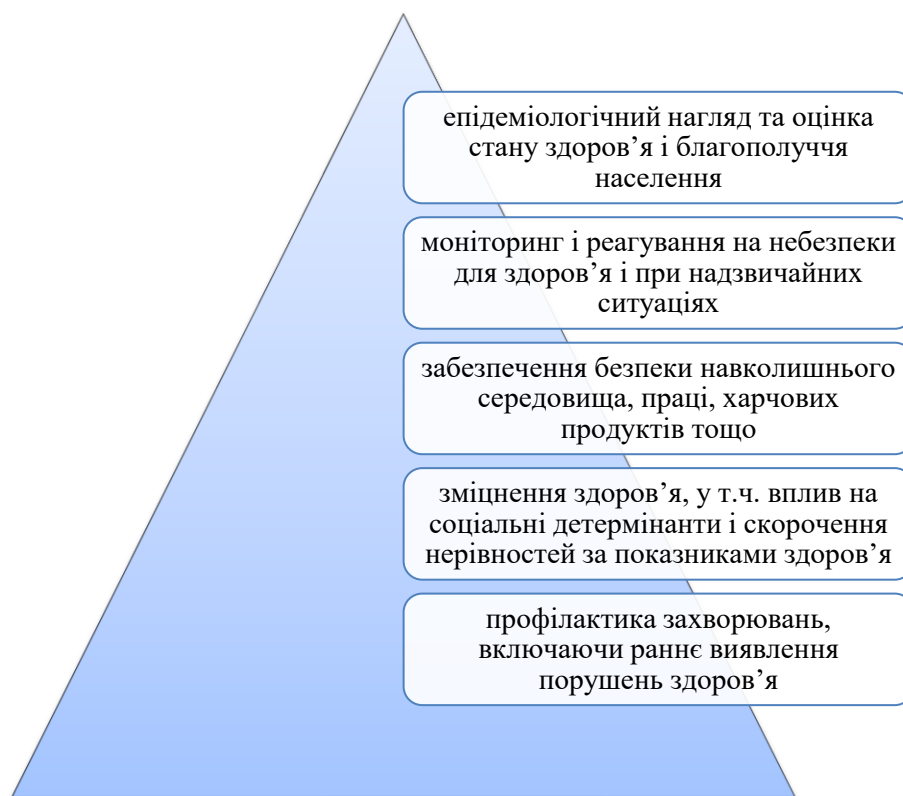 епідеміологічний нагляд та оцінка
стану здоров’я і благополуччя
населення
моніторинг і реагування на небезпеки
для здоров’я і при надзвичайних
ситуаціях
забезпечення безпеки навколишнього
середовища, праці, харчових
продуктів тощо
зміцнення здоров’я, у т.ч. вплив на
соціальні детермінанти і скорочення
нерівностей за показниками здоров’я
профілактика захворювань,
включаючи раннє виявлення
порушень здоров’я